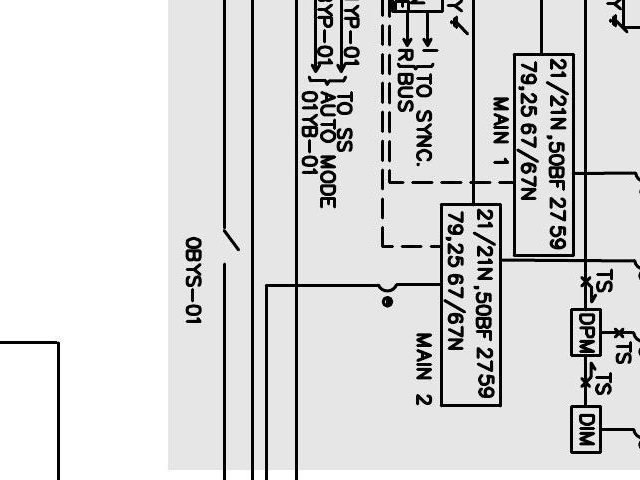 TS
TS
TS
DPM
DIM
21/21N ,50BF 2759
79,25 67/67N
MAIN 1
21/21N ,50BF 2759
79,25 67/67N
MAIN 2
Y
Y
I
R
TO SYNC.
BUS
YP-01
YP-01
TO SS
AUTO MODE
01YB-01
0BYS-01